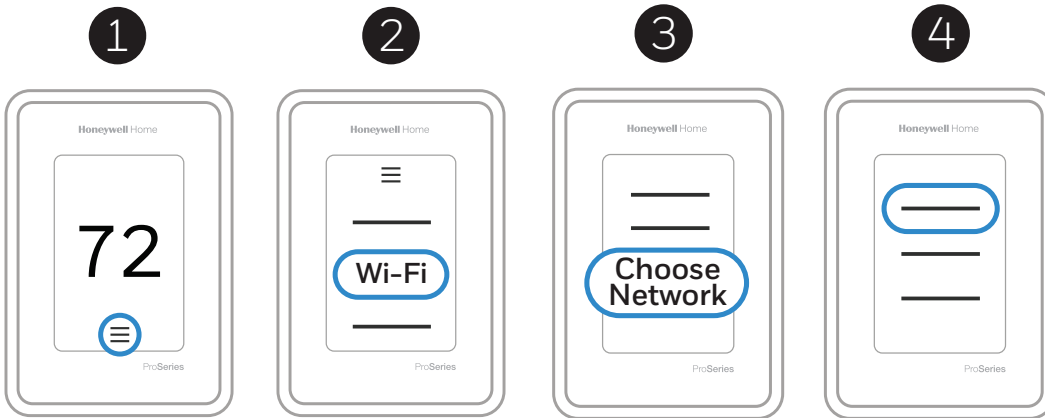 1
2
3
4
Honeywell Home
72
ProSeries
Honeywell Home
Wi-Fi
ProSeries
Honeywell Home
Choose
Network
ProSeries
Honeywell Home
ProSeries